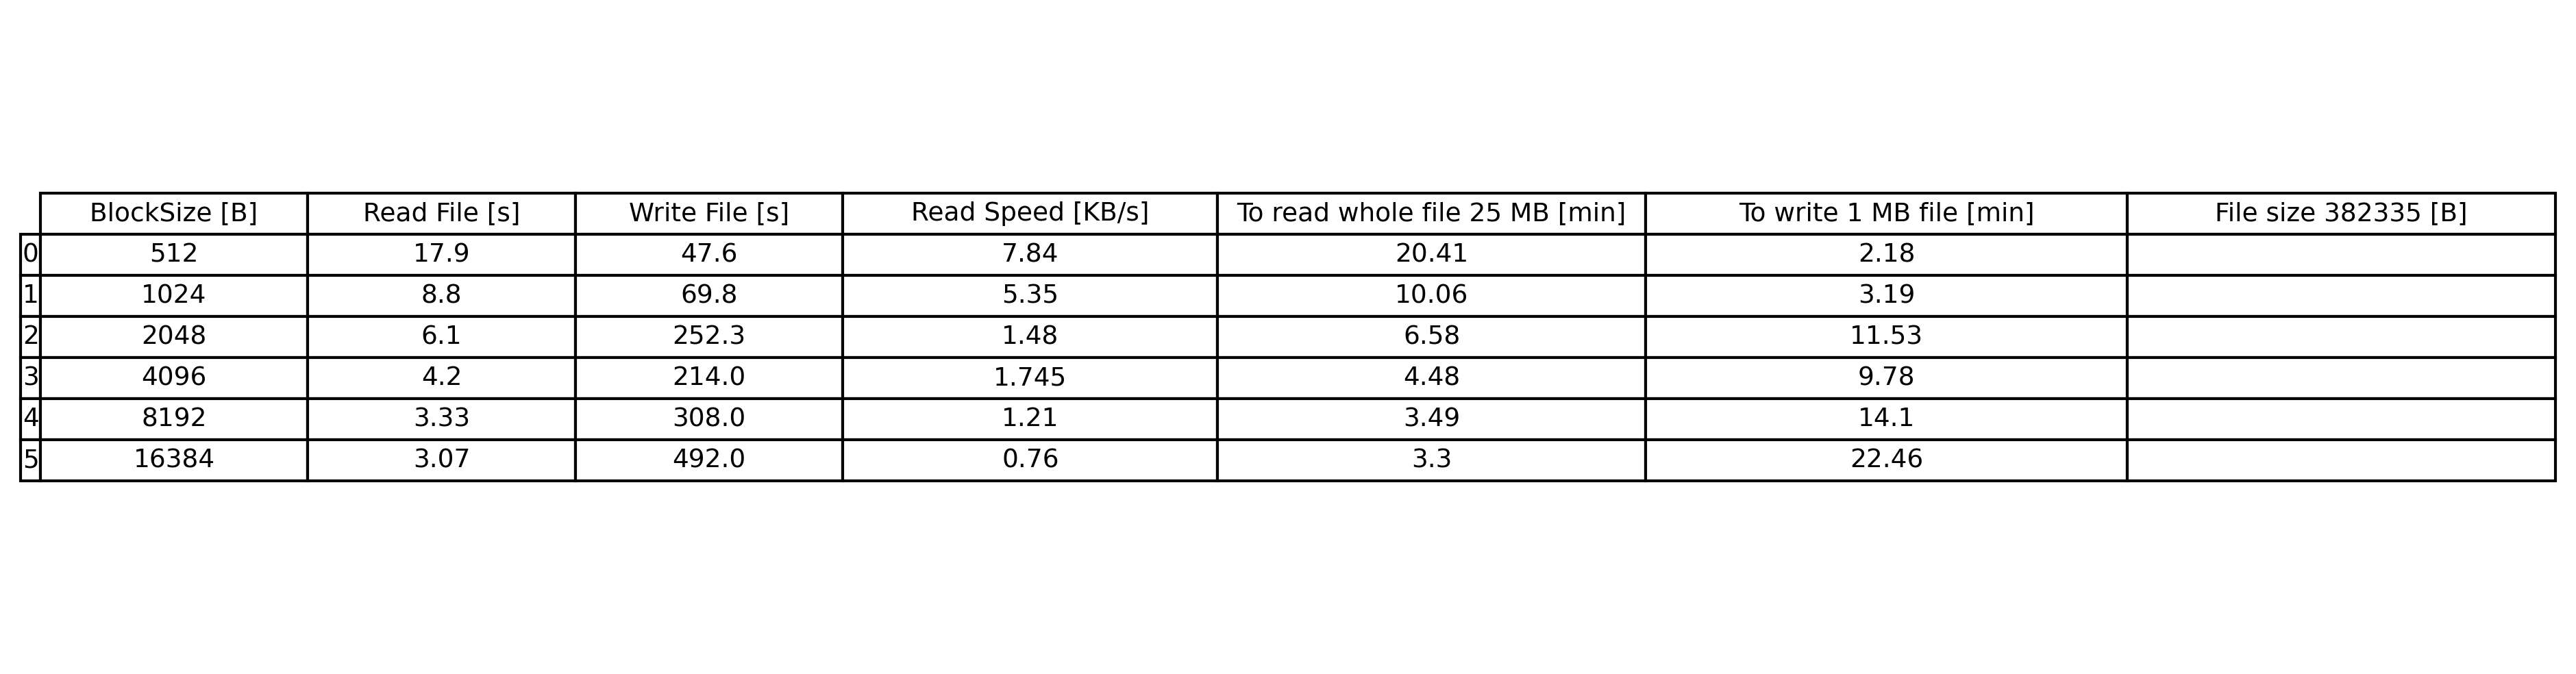 BlockSize [B] Read File [s] Write File [s] Read Speed [KB/s] To read whole file 25 MB [min] To write 1 MB file [min] File size 382335 [B]
0 512 17.9 47.6 7.84 20.41 2.18
1 1024 8.8 69.8 5.35 10.06 3.19
2 2048 6.1 252.3 1.48 6.58 11.53
3 4096 4.2 214.0 1.745 4.48 9.78
4 8192 3.33 308.0 1.21 3.49 14.1
5 16384 3.07 492.0 0.76 3.3 22.46